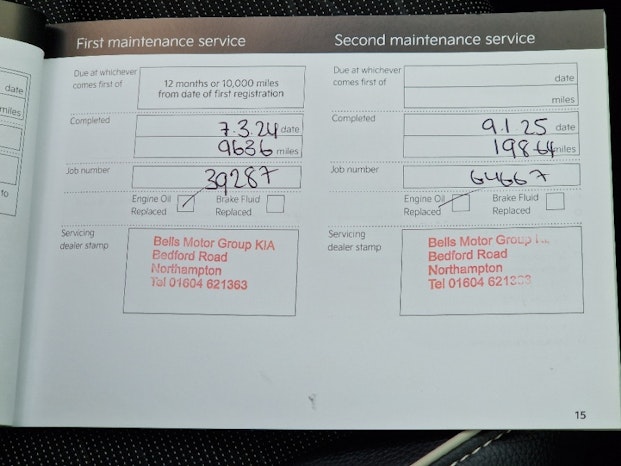 First maintenance service
Due at whichever comes first of
12 months or 10,000 miles
from date of first registration
Completed
7.3.24 date
9636 miles
Job number
39287
Engine Oil Replaced
Brake Fluid Replaced
Servicing dealer stamp
Bells Motor Group KIA
Bedford Road
Northampton
Tel 01604 621363
Second maintenance service
Due at whichever comes first of
date
miles
Completed
9.1.25 date
19864 miles
Job number
64667
Engine Oil Replaced
Brake Fluid Replaced
Servicing dealer stamp
Bells Motor Group
Bedford Road
Northampton
Tel 01604
15
date
miles
to